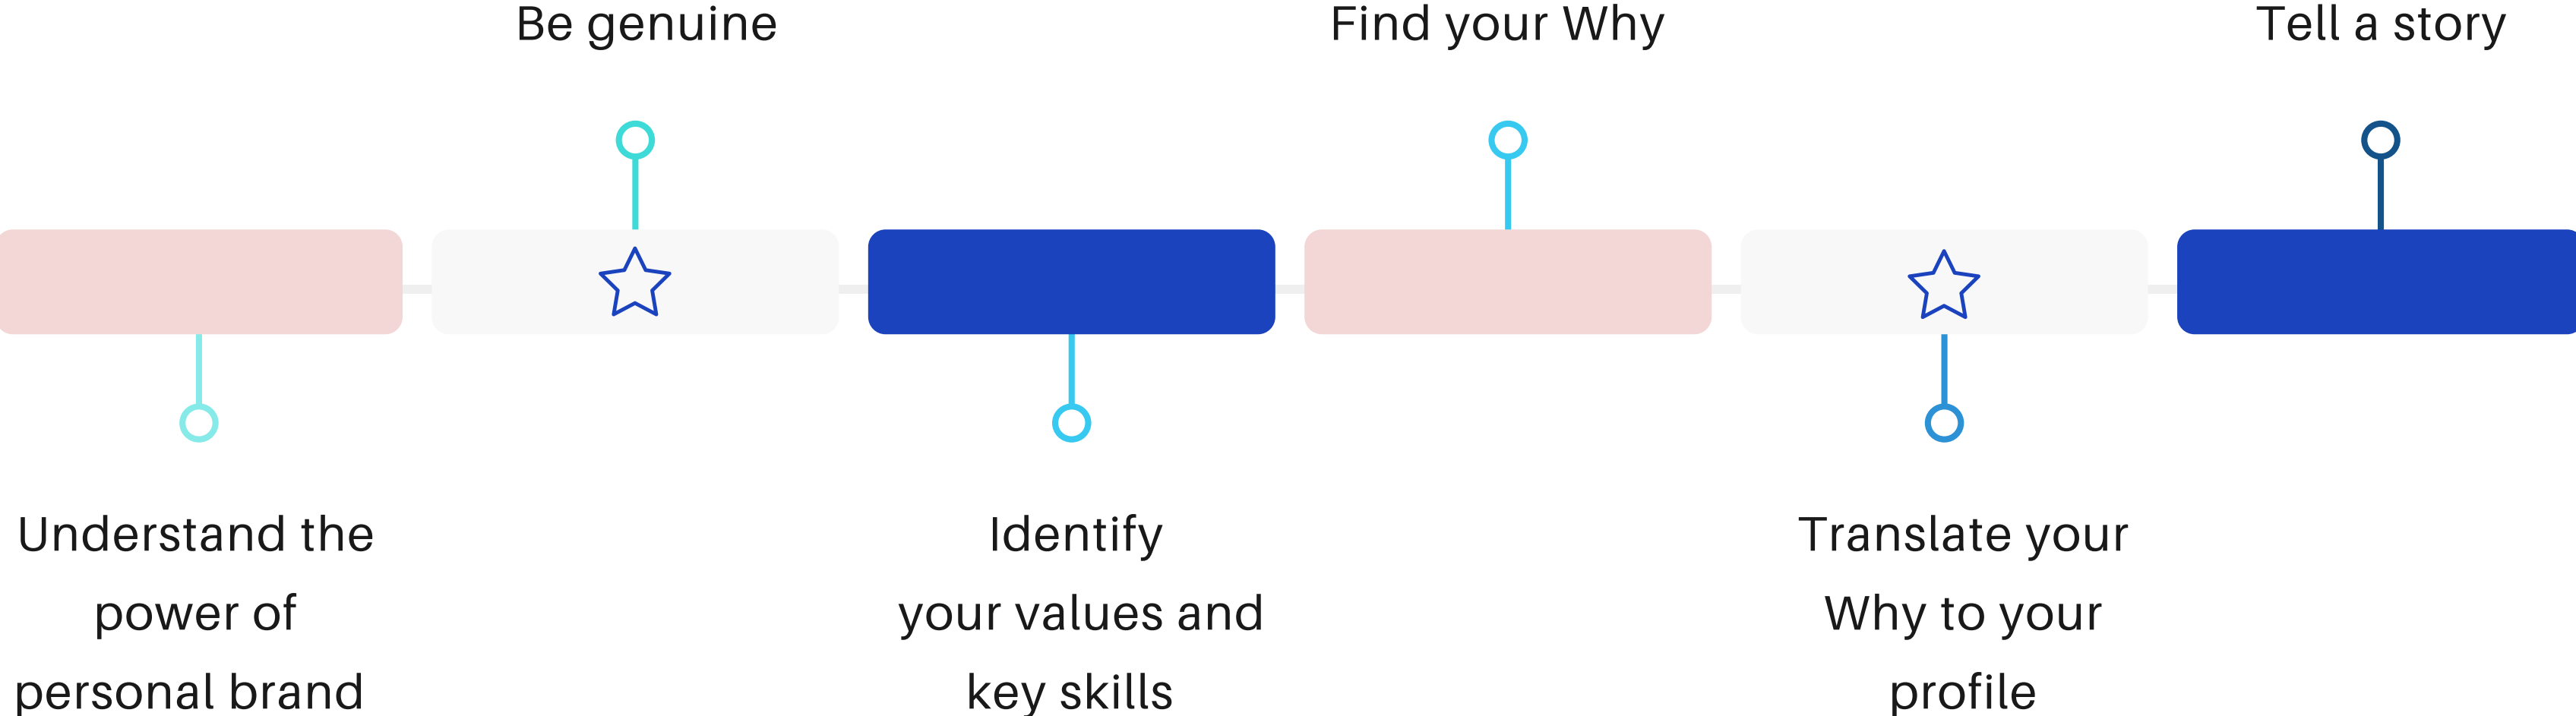 Be genuine
Find your Why
Tell a story
Understand the
power of
personal brand
Identify
your values and
key skills
Translate your
Why to your
profile